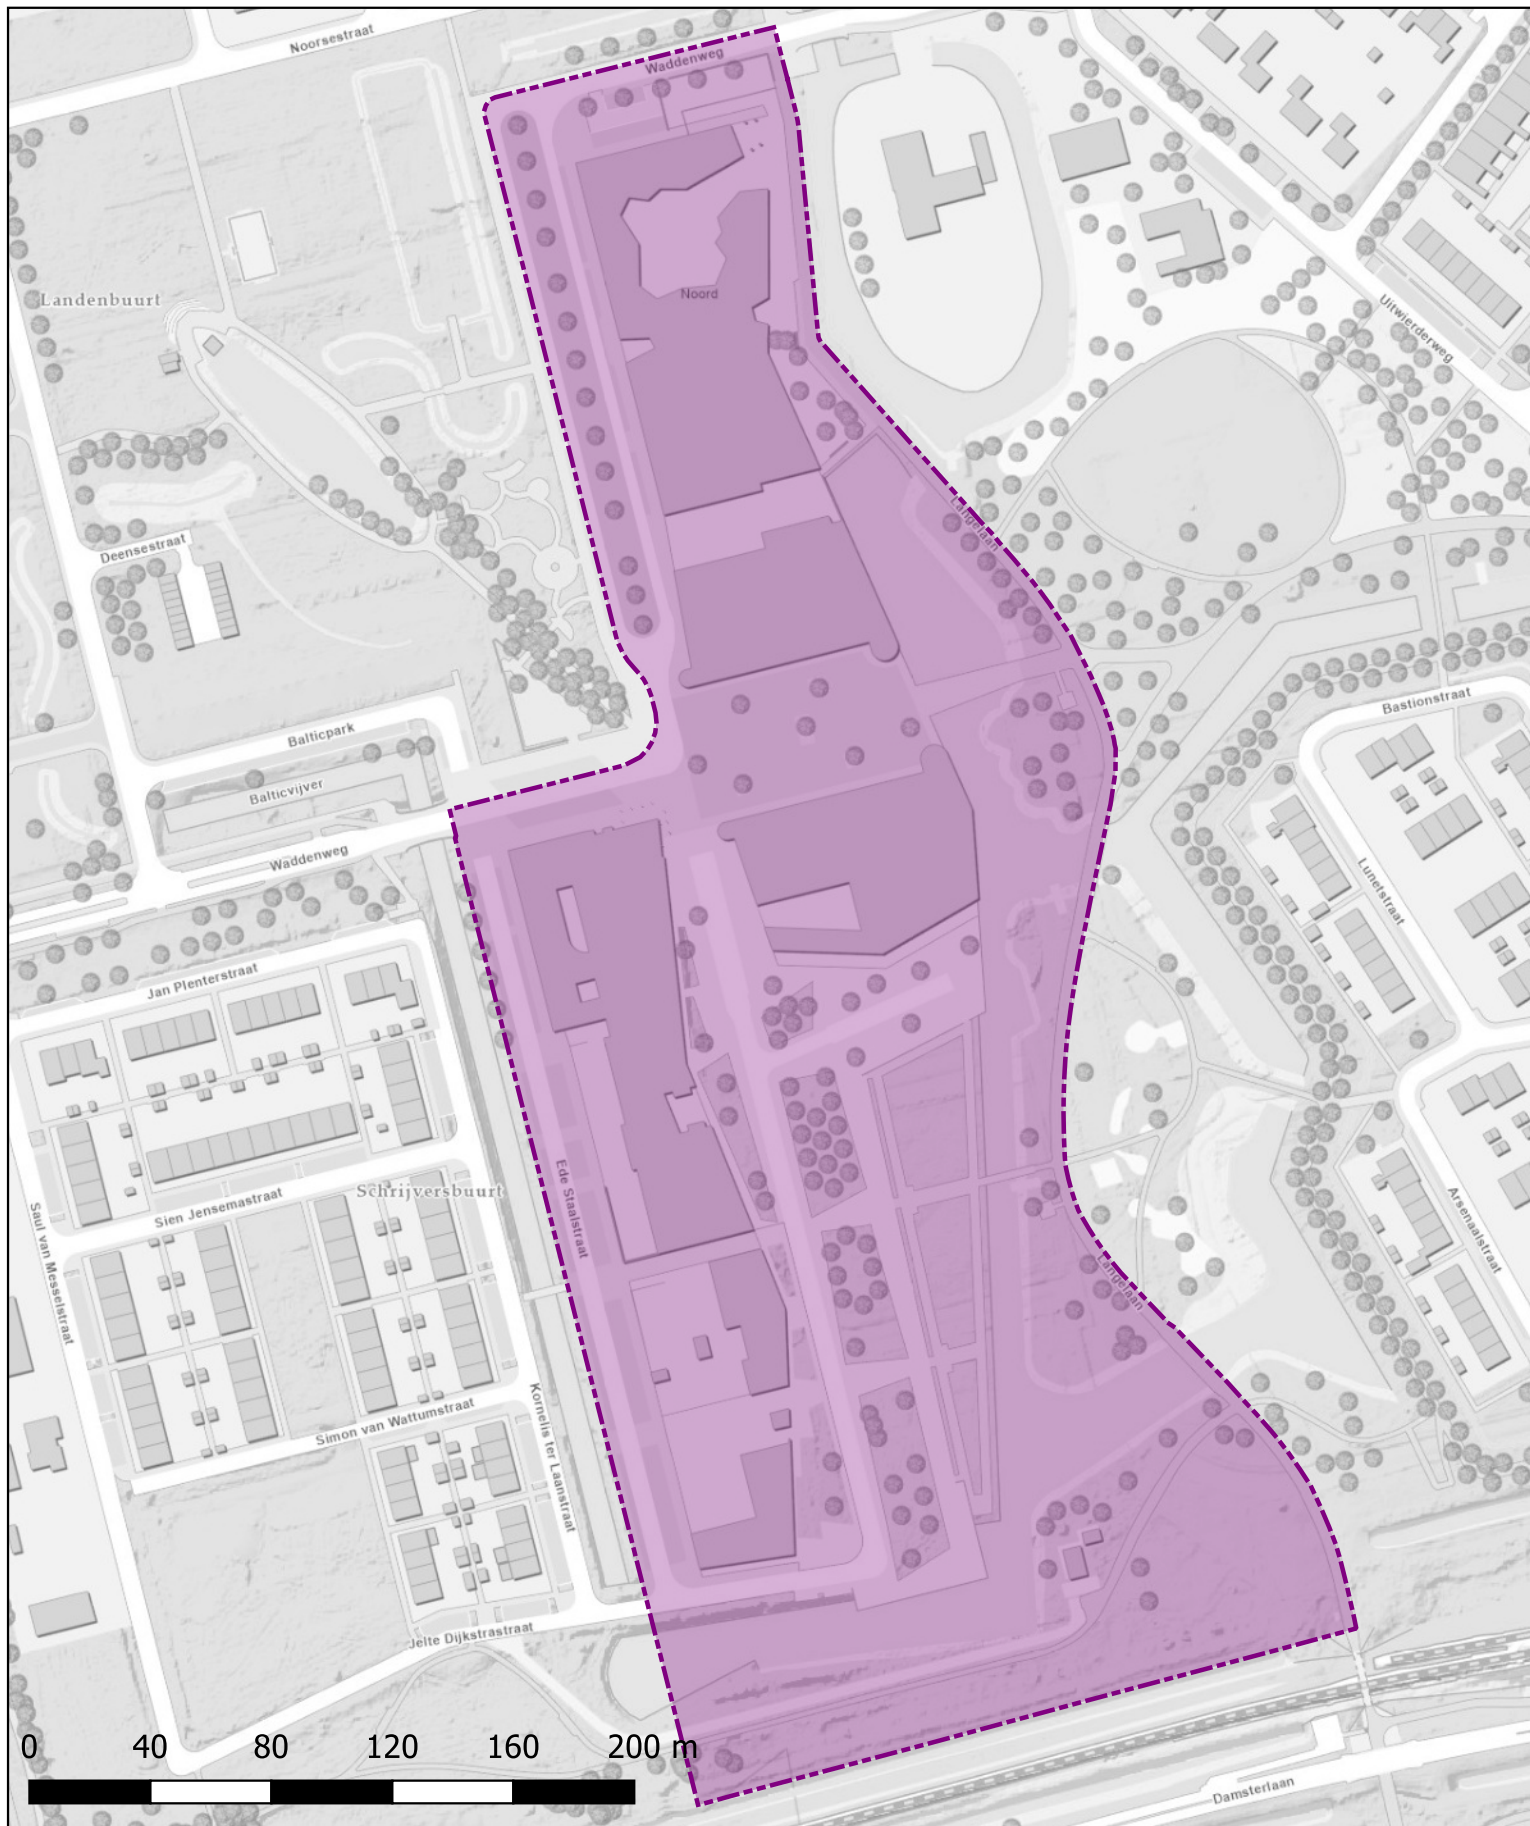 Noorsestraat
Waddenweg
Landenbuurt
Noord
Uitwierderweg
Langelaan
Deensestraat
Bastionstraat
Balticpark
Balticvijver
Waddenweg
Lunetstraat
Jan Plenterstraat
Ede Staalstraat
Schrijversbuurt
Sien Jensemastraat
Saul van Messelstraat
Arsenaalstraat
Langelaan
Kornelis ter Laanstraat
Simon van Wattumstraat
Jelte Dijkstrastraat
0 40 80 120 160 200 m
Damsterlaan